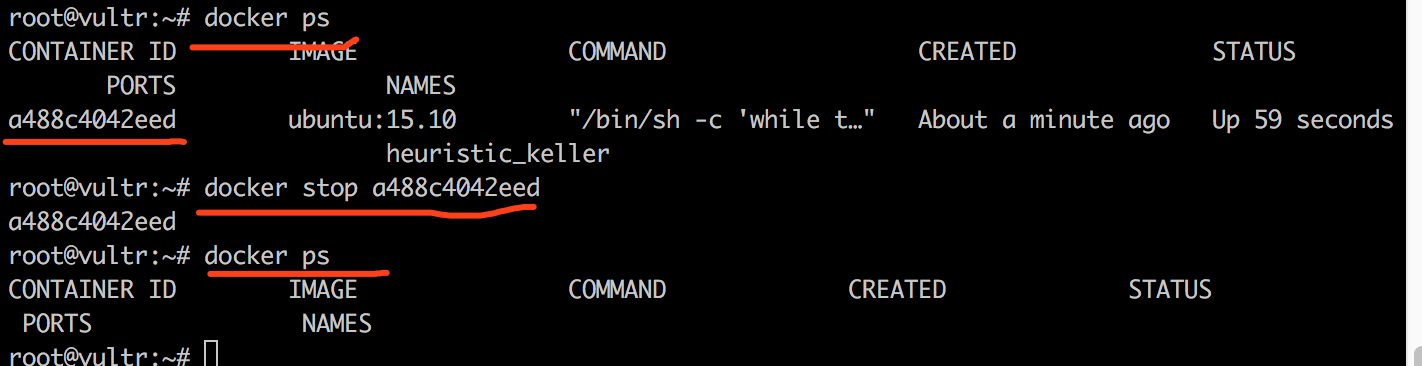 root@vultr:~# docker ps
CONTAINER ID        IMAGE               COMMAND                  CREATED              STATUS
       PORTS               NAMES
a488c4042eed        ubuntu:15.10        "/bin/sh -c 'while t…"   About a minute ago   Up 59 seconds
                           heuristic_keller
root@vultr:~# docker stop a488c4042eed
a488c4042eed
root@vultr:~# docker ps
CONTAINER ID        IMAGE               COMMAND             CREATED             STATUS
 PORTS               NAMES
root@vultr:~#